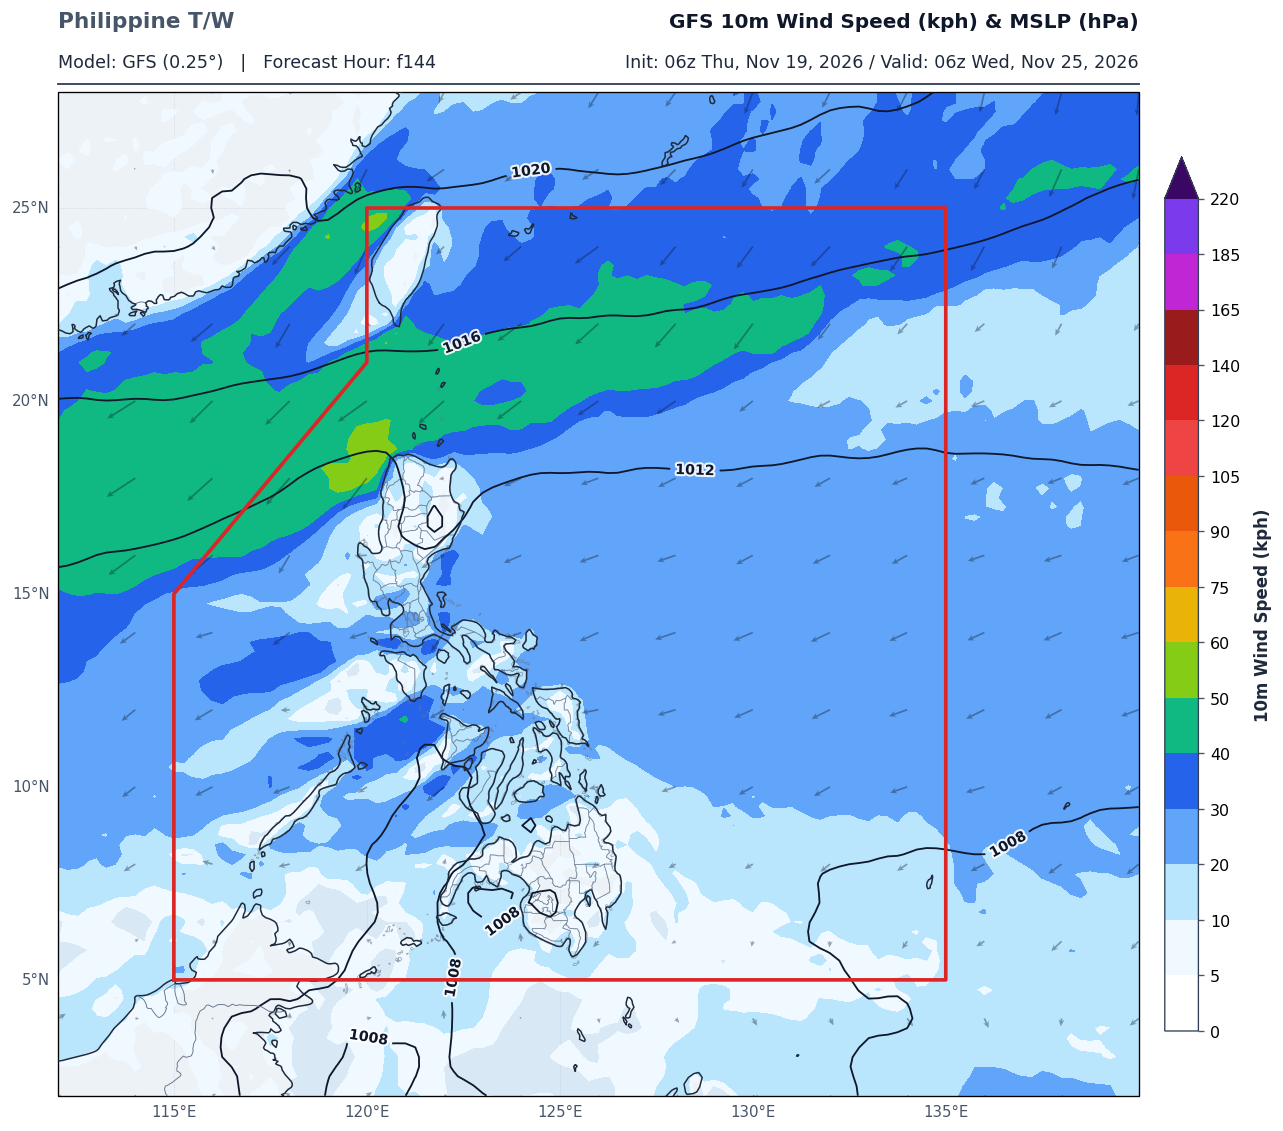 Philippine T/W
GFS 10m Wind Speed (kph) & MSLP (hPa)
Model: GFS (0.25°) | Forecast Hour: f144
Init: 06z Thu, Nov 19, 2026 / Valid: 06z Wed, Nov 25, 2026
1020
1016
1012
1008
1008
1008
1008
25°N
20°N
15°N
10°N
5°N
115°E
120°E
125°E
130°E
135°E
220
185
165
140
120
105
90
75
60
50
40
30
20
10
5
0
10m Wind Speed (kph)